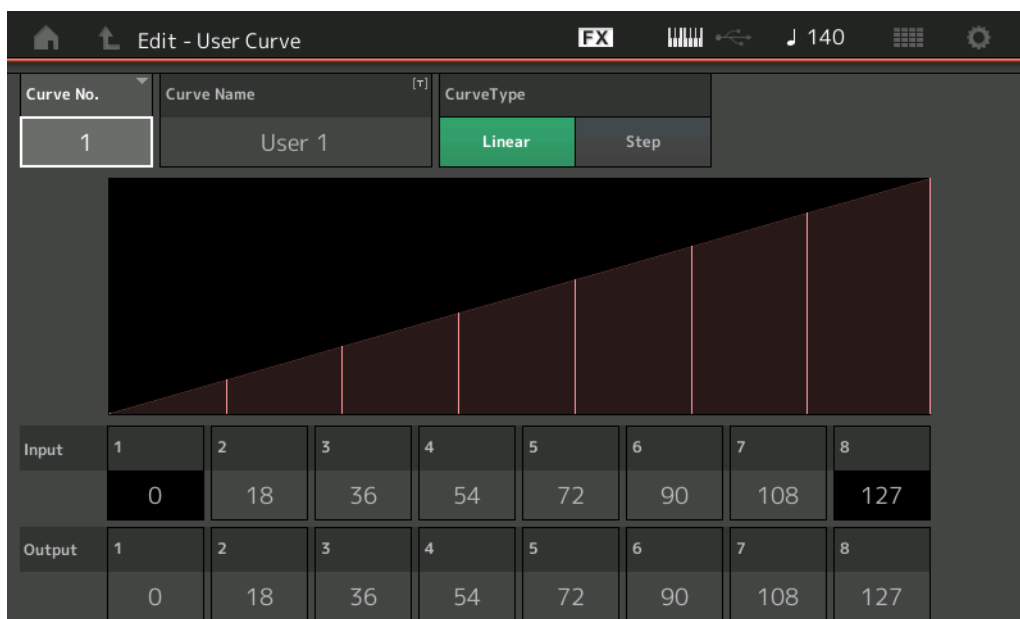 Edit - User Curve FX ♩ 140
Curve No. Curve Name [T] CurveType
1 User 1 Linear Step
Input 1 2 3 4 5 6 7 8
0 18 36 54 72 90 108 127
Output 1 2 3 4 5 6 7 8
0 18 36 54 72 90 108 127